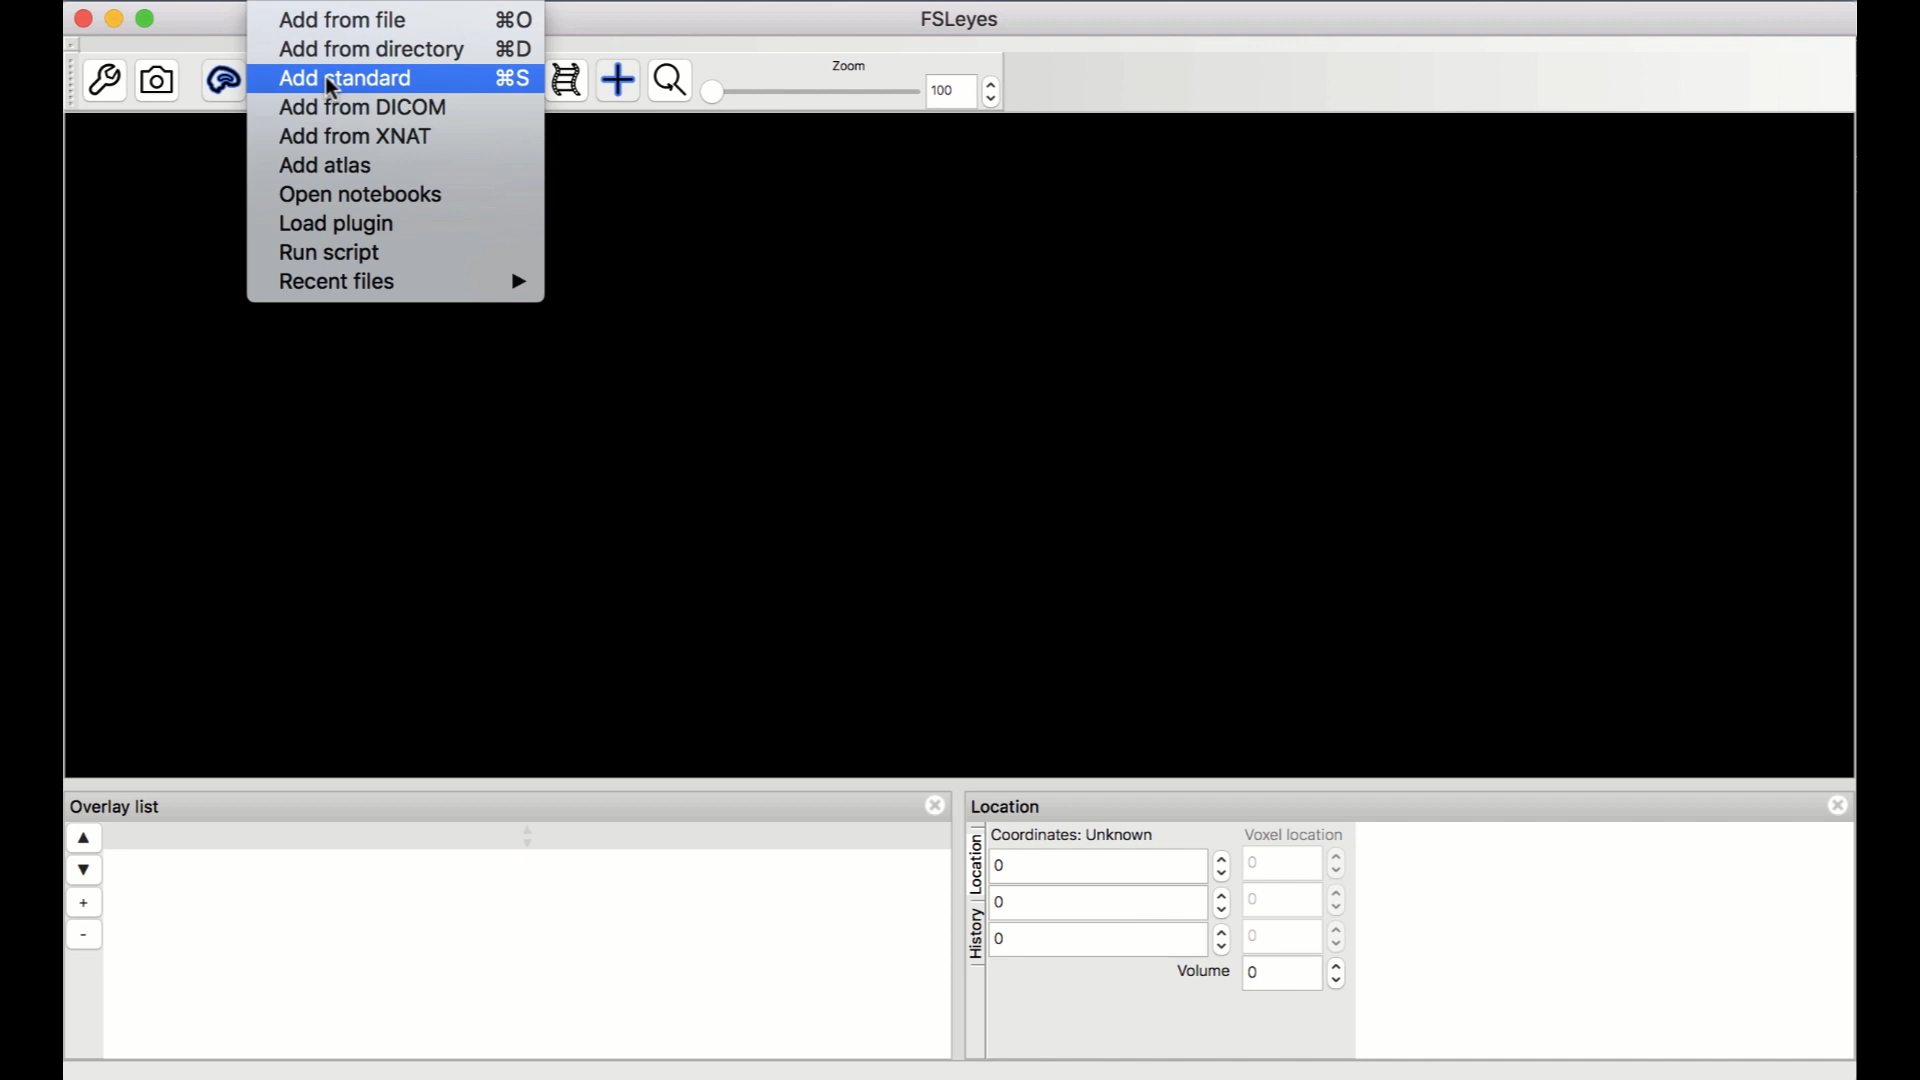 FSLeyes
Add from file ⌘O
Add from directory ⌘D
Add standard ⌘S
Add from DICOM
Add from XNAT
Add atlas
Open notebooks
Load plugin
Run script
Recent files ▶
Zoom
100
Overlay list
▲
▼
+
-
Location
Location
History
Coordinates: Unknown
Voxel location
0 0
0 0
0 0
Volume 0